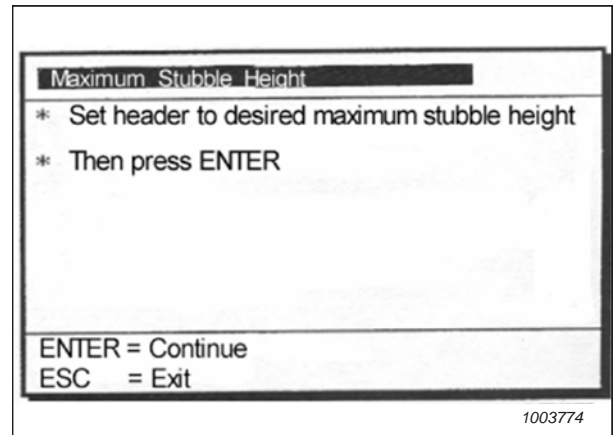 Maximum Stubble Height
* Set header to desired maximum stubble height
* Then press ENTER
ENTER = Continue
ESC = Exit
1003774